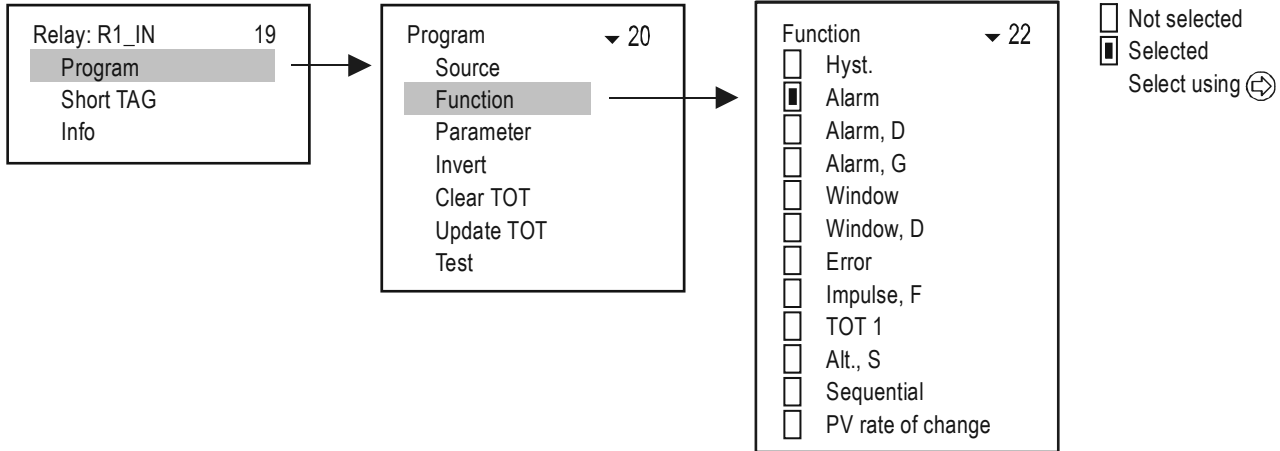 Relay: R1_IN 19
Program
Short TAG
Info
Program 20
Source
Function
Parameter
Invert
Clear TOT
Update TOT
Test
Function 22
Hyst.
Alarm
Alarm, D
Alarm, G
Window
Window, D
Error
Impulse, F
TOT 1
Alt., S
Sequential
PV rate of change
Not selected
Selected
Select using